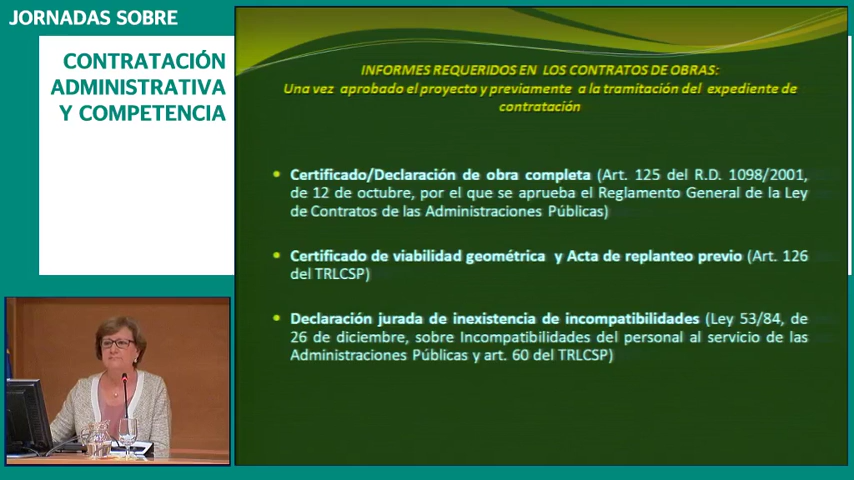 JORNADAS SOBRE
CONTRATACIÓN
ADMINISTRATIVA
Y COMPETENCIA
INFORMES REQUERIDOS EN LOS CONTRATOS DE OBRAS:
Una vez aprobado el proyecto y previamente a la tramitación del expediente de
contratación
• Certificado/Declaración de obra completa (Art. 125 del R.D. 1098/2001,
de 12 de octubre, por el que se aprueba el Reglamento General de la Ley
de Contratos de las Administraciones Públicas)
• Certificado de viabilidad geométrica y Acta de replanteo previo (Art. 126
del TRLCSP)
• Declaración jurada de inexistencia de incompatibilidades (Ley 53/84, de
26 de diciembre, sobre Incompatibilidades del personal al servicio de las
Administraciones Públicas y art. 60 del TRLCSP)